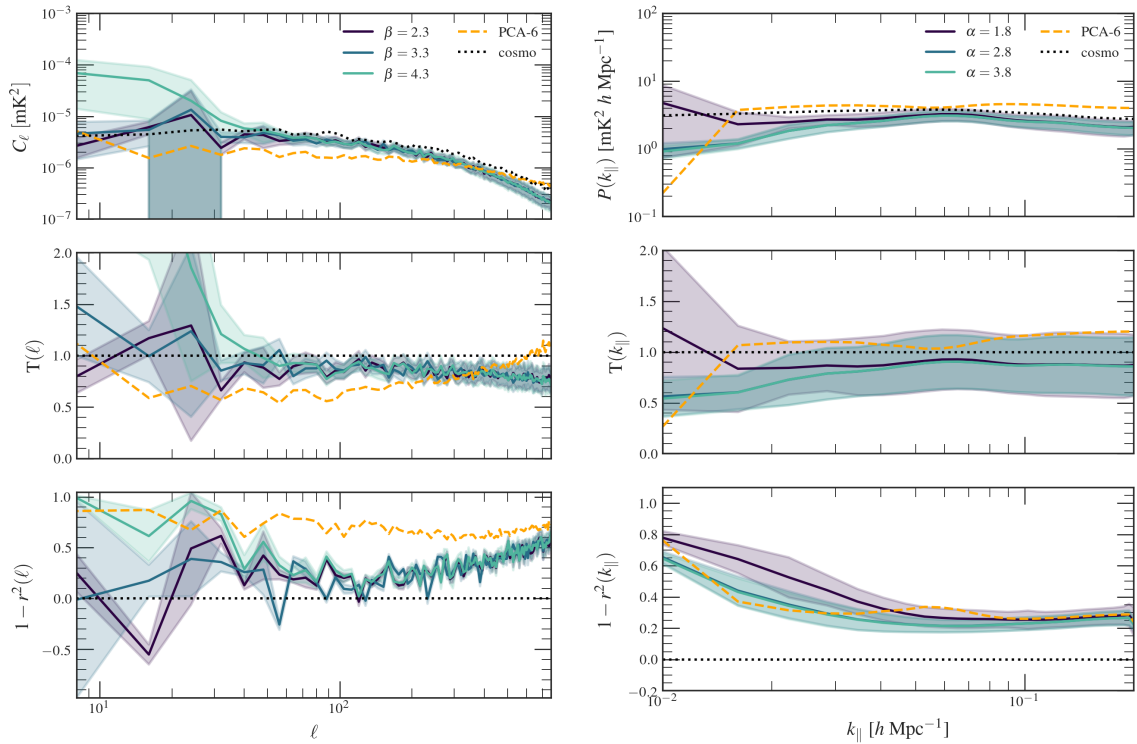 10⁻³
10⁻⁴
10⁻⁵
10⁻⁶
10⁻⁷
C_ℓ [mK²]
β = 2.3
β = 3.3
β = 4.3
PCA-6
cosmo
10²
10¹
10⁰
10⁻¹
P(k_∥) [mK² h Mpc⁻¹]
α = 1.8
α = 2.8
α = 3.8
PCA-6
cosmo
2.0
1.5
1.0
0.5
0.0
T(ℓ)
2.0
1.5
1.0
0.5
0.0
T(k_∥)
1.0
0.5
0.0
−0.5
1 − r²(ℓ)
10¹
10²
ℓ
1.0
0.8
0.6
0.4
0.2
0.0
−0.2
1 − r²(k_∥)
10⁻²
10⁻¹
k_∥ [h Mpc⁻¹]